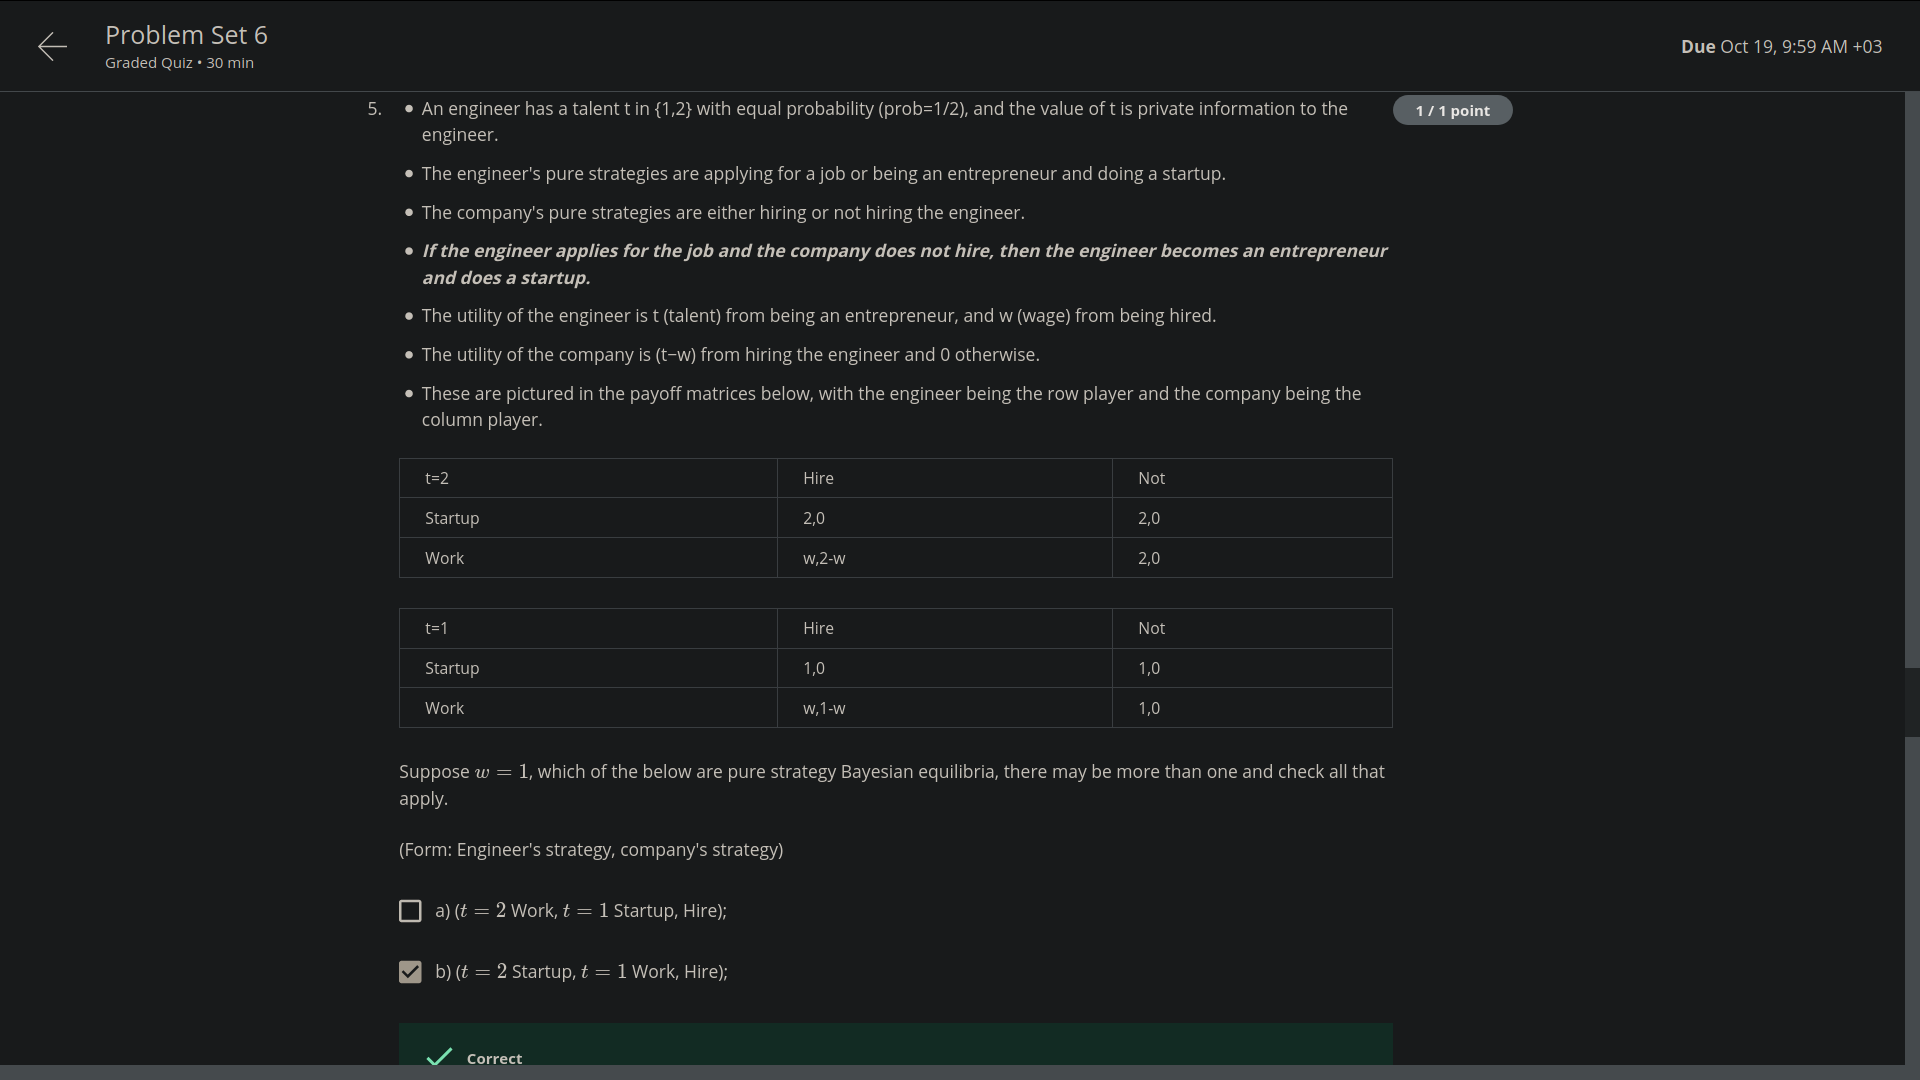 Problem Set 6
Graded Quiz • 30 min
Due Oct 19, 9:59 AM +03
5.
• An engineer has a talent t in {1,2} with equal probability (prob=1/2), and the value of t is private information to the
engineer.
1 / 1 point
• The engineer's pure strategies are applying for a job or being an entrepreneur and doing a startup.
• The company's pure strategies are either hiring or not hiring the engineer.
• If the engineer applies for the job and the company does not hire, then the engineer becomes an entrepreneur
and does a startup.
• The utility of the engineer is t (talent) from being an entrepreneur, and w (wage) from being hired.
• The utility of the company is (t−w) from hiring the engineer and 0 otherwise.
• These are pictured in the payoff matrices below, with the engineer being the row player and the company being the
column player.
t=2 Hire Not
Startup 2,0 2,0
Work w,2-w 2,0
t=1 Hire Not
Startup 1,0 1,0
Work w,1-w 1,0
Suppose w = 1, which of the below are pure strategy Bayesian equilibria, there may be more than one and check all that
apply.
(Form: Engineer's strategy, company's strategy)
a) (t = 2 Work, t = 1 Startup, Hire);
b) (t = 2 Startup, t = 1 Work, Hire);
Correct